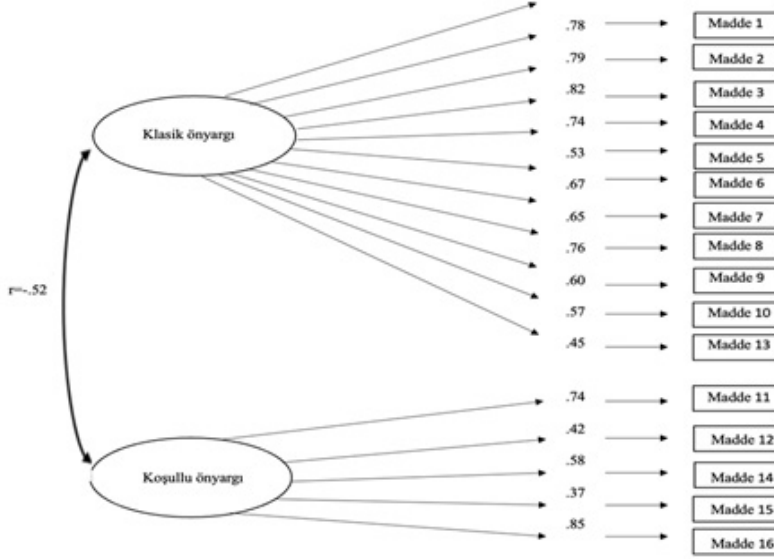 .78 Madde 1
.79 Madde 2
.82 Madde 3
.74 Madde 4
Klasik önyargı
.53 Madde 5
.67 Madde 6
.65 Madde 7
.76 Madde 8
.60 Madde 9
r=-.52
.57 Madde 10
.45 Madde 13
.74 Madde 11
.42 Madde 12
.58 Madde 14
Koşullu önyargı
.37 Madde 15
.85 Madde 16